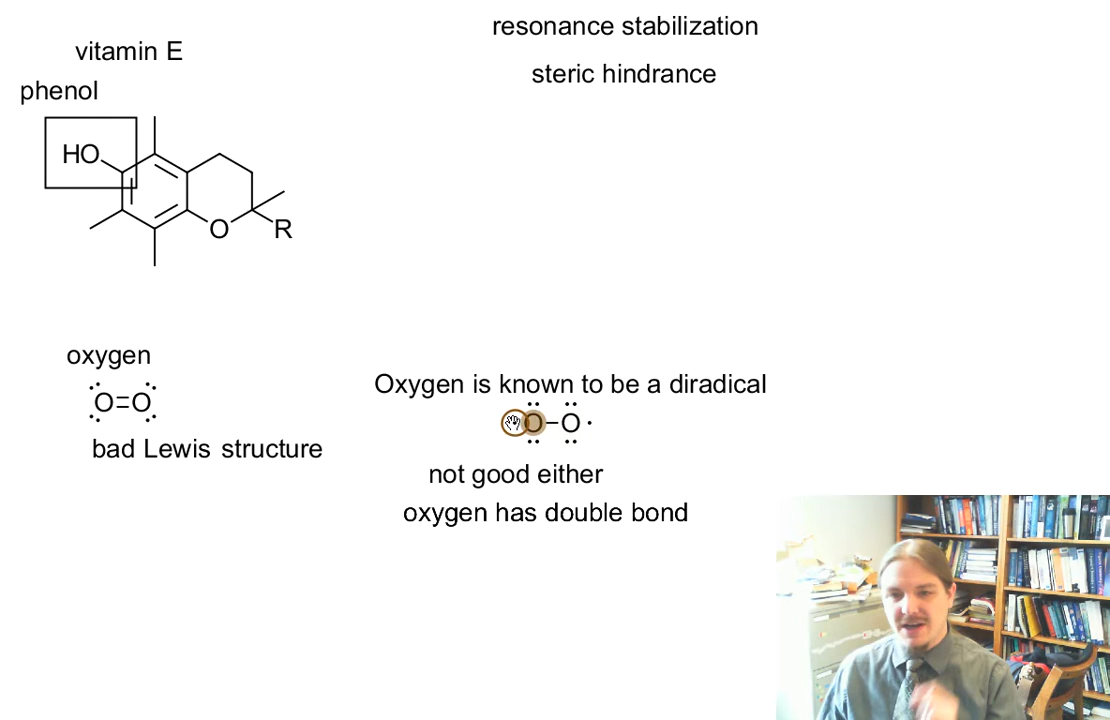 resonance stabilization
steric hindrance
vitamin E
phenol
HO
O
R
oxygen
O=O
bad Lewis structure
Oxygen is known to be a diradical
O-O
not good either
oxygen has double bond